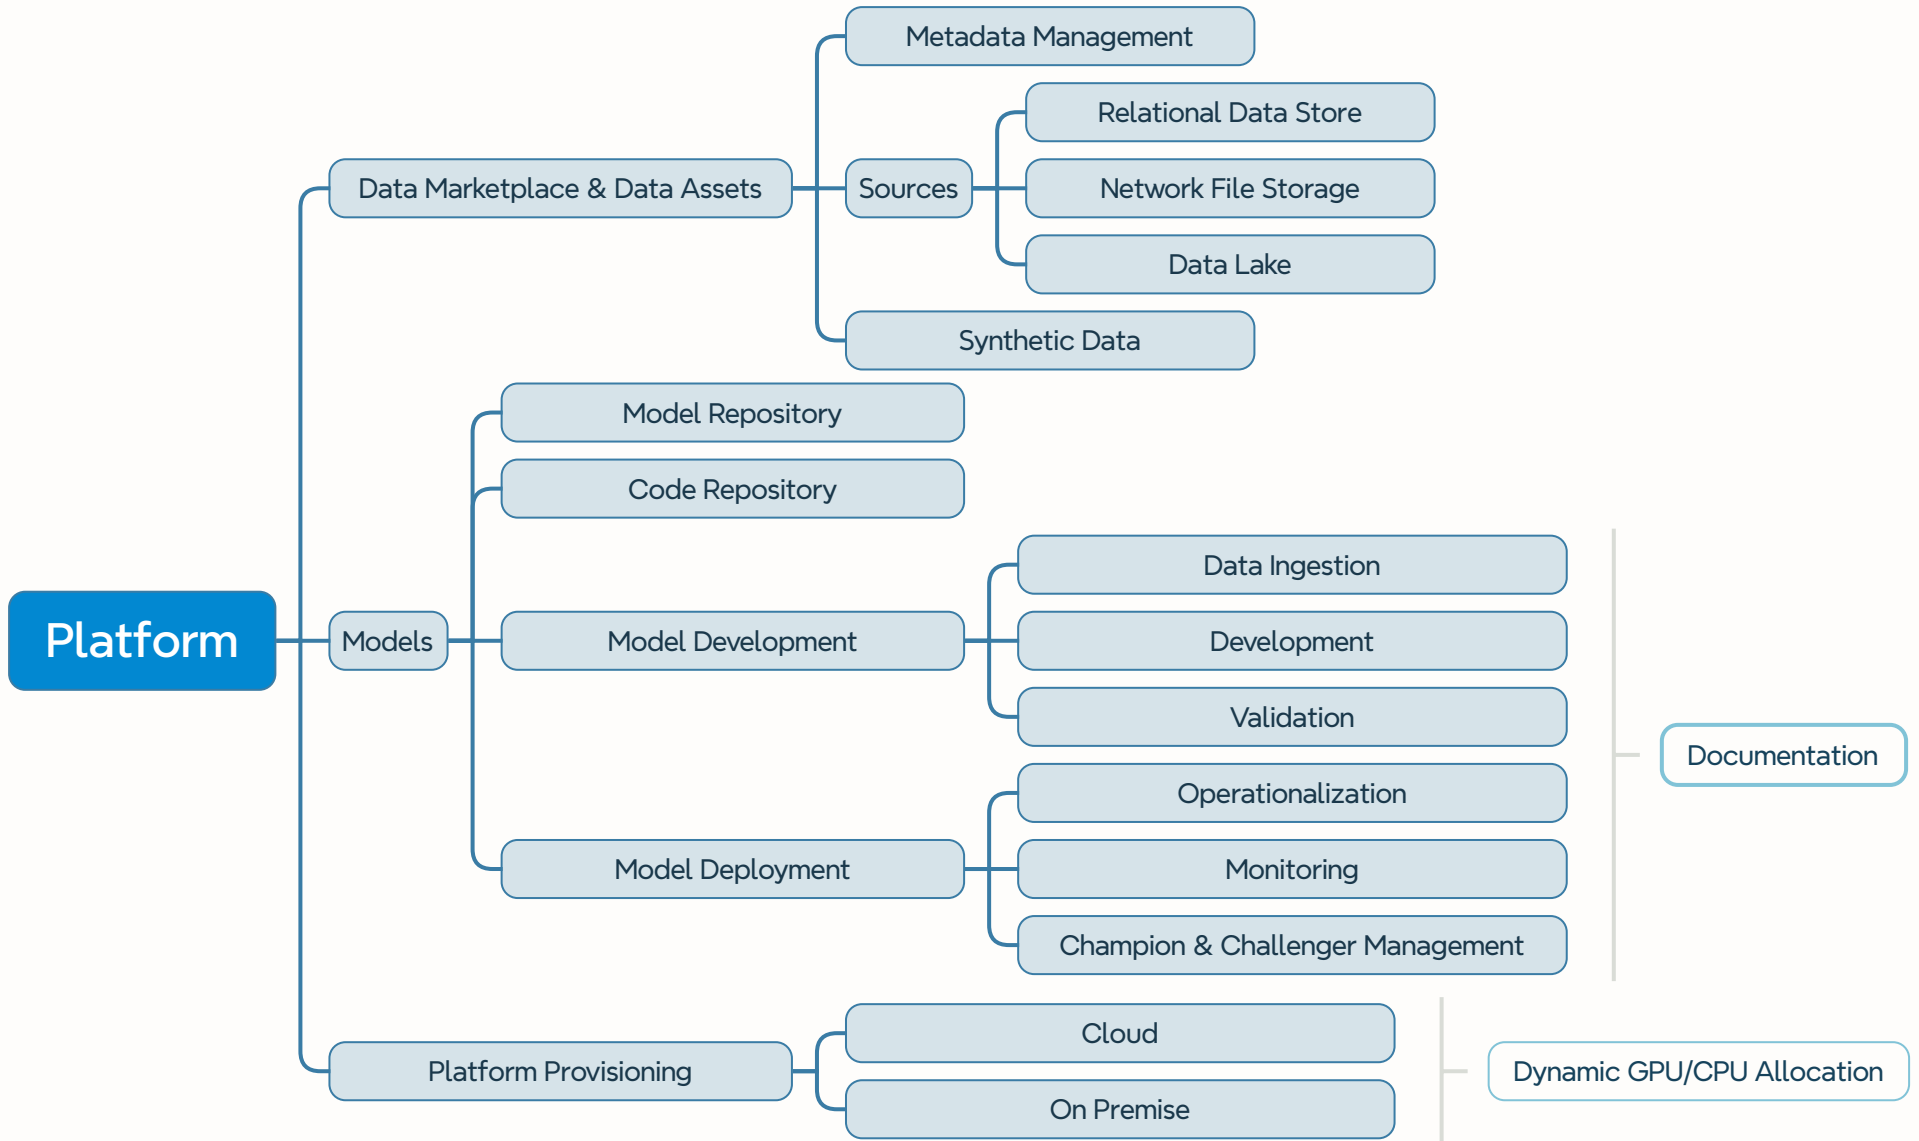 Metadata Management
Relational Data Store
Data Marketplace & Data Assets
Sources
Network File Storage
Data Lake
Synthetic Data
Model Repository
Code Repository
Data Ingestion
Platform
Models
Model Development
Development
Validation
Documentation
Operationalization
Model Deployment
Monitoring
Champion & Challenger Management
Cloud
Platform Provisioning
Dynamic GPU/CPU Allocation
On Premise